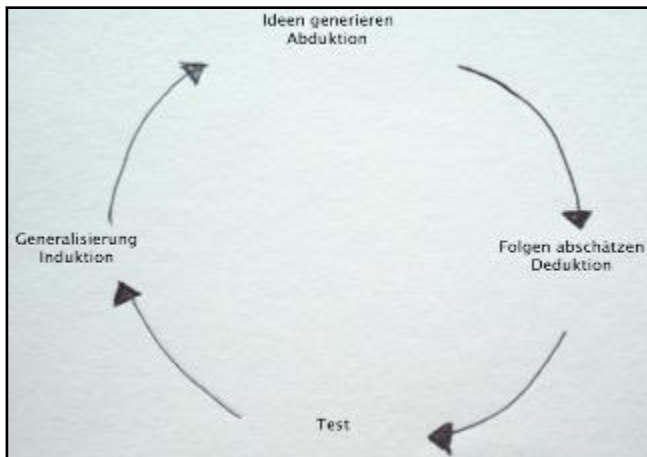 Ideen generieren
Abduktion
Folgen abschätzen
Deduktion
Test
Generalisierung
Induktion